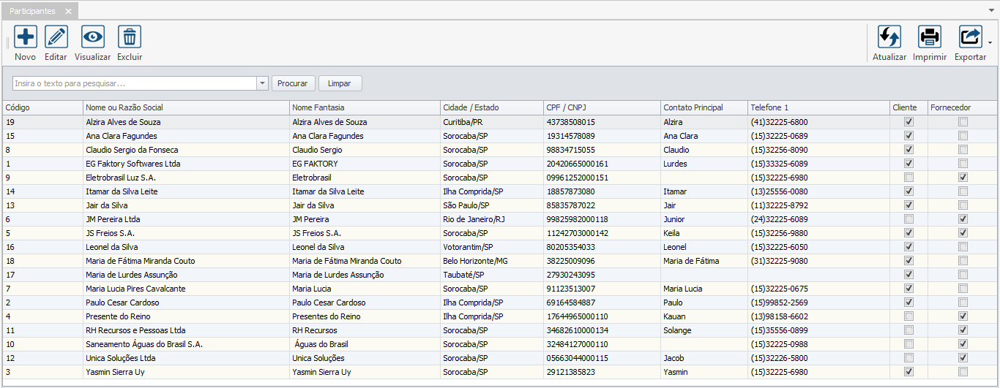 Participantes
Novo Editar Visualizar Excluir Atualizar Imprimir Exportar
Insira o texto para pesquisar... Procurar Limpar
Código Nome ou Razão Social Nome Fantasia Cidade / Estado CPF / CNPJ Contato Principal Telefone 1 Cliente Fornecedor
19 Alzira Alves de Souza Alzira Alves de Souza Curitiba/PR 43738508015 Alzira (41)32225-6800
15 Ana Clara Fagundes Ana Clara Fagundes Sorocaba/SP 19314578089 Ana Clara (15)32225-0689
8 Claudio Sergio da Fonseca Claudio Sergio Sorocaba/SP 98834715055 Claudio (15)32256-8090
1 EG Faktory Softwares Ltda EG FAKTORY Sorocaba/SP 20420665000161 Lurdes (15)33325-6089
9 Eletrobrasil Luz S.A. Eletrobrasil Sorocaba/SP 09961252000151 (15)32225-6980
14 Itamar da Silva Leite Itamar da Silva Leite Ilha Comprida/SP 18857873080 Itamar (13)25556-0080
13 Jair da Silva Jair da Silva São Paulo/SP 85835787022 Jair (11)32225-8792
6 JM Pereira Ltda JM Pereira Rio de Janeiro/RJ 99825982000118 Junior (24)32225-6089
5 JS Freios S.A. JS Freios S.A. Sorocaba/SP 11242703000142 Keila (15)32256-9880
16 Leonel da Silva Leonel da Silva Votorantim/SP 80205354033 Leonel (15)32225-6050
18 Maria de Fátima Miranda Couto Maria de Fátima Miranda Couto Belo Horizonte/MG 38225009096 Maria de Fátima (31)32225-9080
17 Maria de Lurdes Assunção Maria de Lurdes Assunção Taubaté/SP 27930243095
7 Maria Lucia Pires Cavalcante Maria Lucia Sorocaba/SP 91123513007 Maria Lucia (15)32225-0675
2 Paulo Cesar Cardoso Paulo Cesar Cardoso Ilha Comprida/SP 69164584887 Paulo (15)99852-2569
4 Presente do Reino Presentes do Reino Ilha Comprida/SP 17644965000110 Kauan (13)98158-6602
11 RH Recursos e Pessoas Ltda RH Recursos Sorocaba/SP 34682610000134 Solange (15)35556-0899
10 Saneamento Águas do Brasil S.A. Águas do Brasil Sorocaba/SP 32484127000110 (15)32225-0988
12 Unica Soluções Ltda Unica Soluções Sorocaba/SP 05663044000115 Jacob (15)32226-5800
3 Yasmin Sierra Uy Yasmin Sierra Uy Sorocaba/SP 29121385823 Yasmin (15)32225-6980